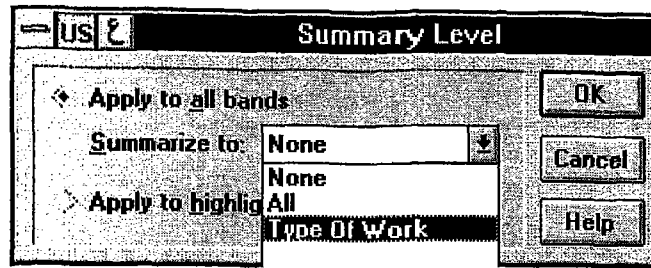 US Summary Level
Apply to all bands
OK
Summarize to: None
Cancel
None
Apply to highlig All
Type Of Work
Help